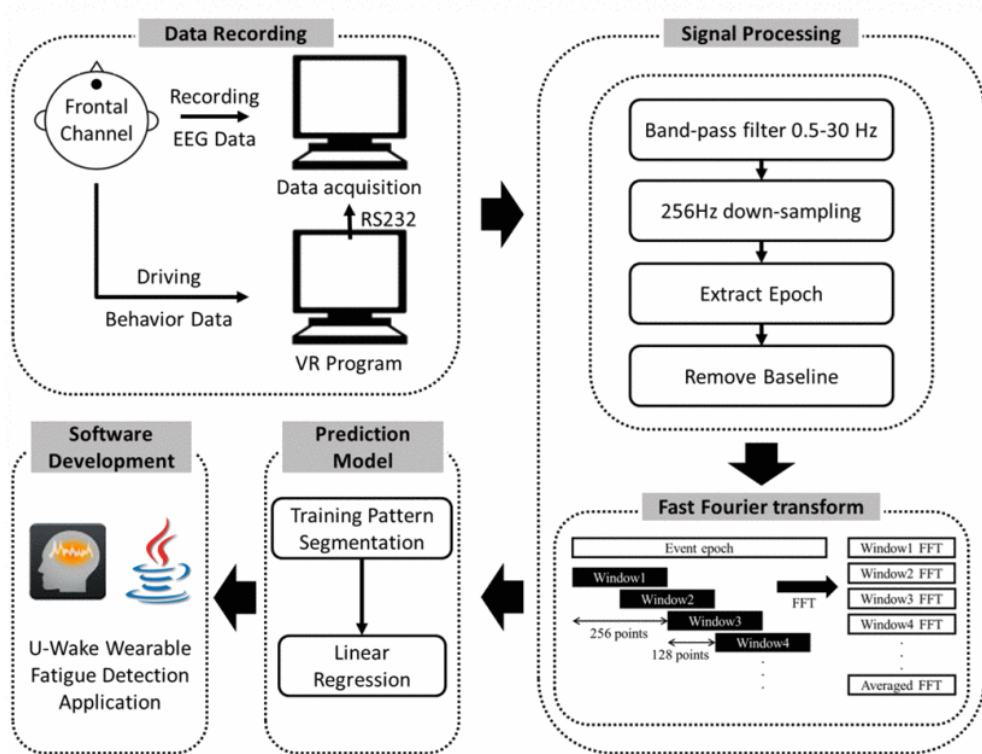 Data Recording
Frontal
Channel
Recording
EEG Data
Data acquisition
RS232
Driving
Behavior Data
VR Program
Signal Processing
Band-pass filter 0.5-30 Hz
256Hz down-sampling
Extract Epoch
Remove Baseline
Fast Fourier transform
Event epoch
Window1
Window2
Window3
Window4
256 points
128 points
FFT
Window1 FFT
Window2 FFT
Window3 FFT
Window4 FFT
Averaged FFT
Prediction
Model
Training Pattern
Segmentation
Linear
Regression
Software
Development
U-Wake Wearable
Fatigue Detection
Application